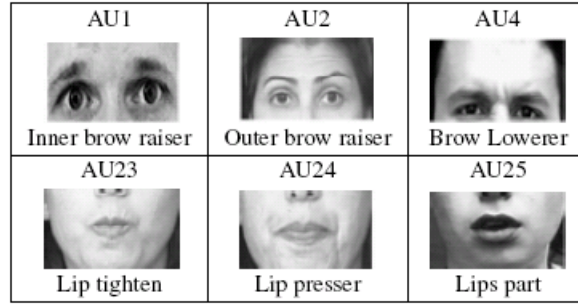 AU1 AU2 AU4
Inner brow raiser Outer brow raiser Brow Lowerer
AU23 AU24 AU25
Lip tighten Lip presser Lips part